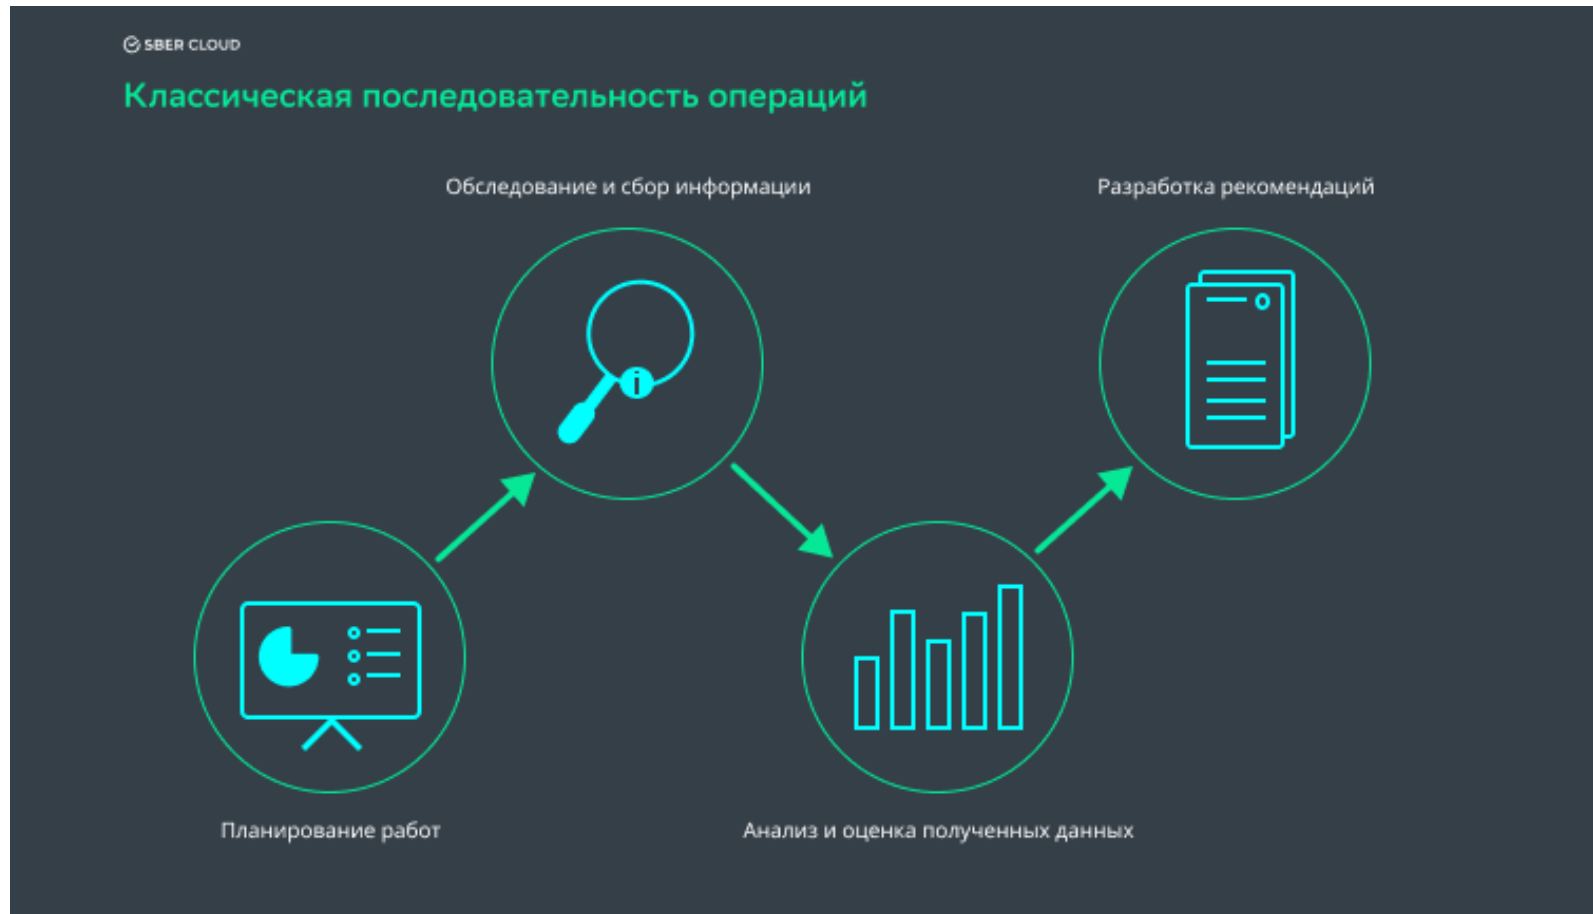 SBER CLOUD
Классическая последовательность операций
Обследование и сбор информации
Разработка рекомендаций
i
Планирование работ
Анализ и оценка полученных данных